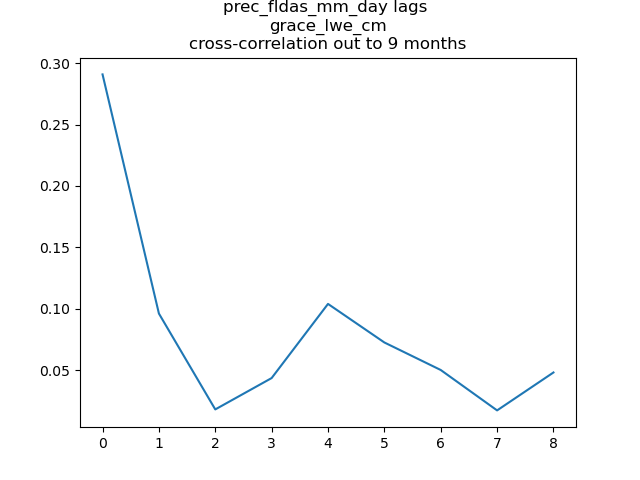 prec_fldas_mm_day lags
grace_lwe_cm
cross-correlation out to 9 months
0.30
0.25
0.20
0.15
0.10
0.05
0 1 2 3 4 5 6 7 8